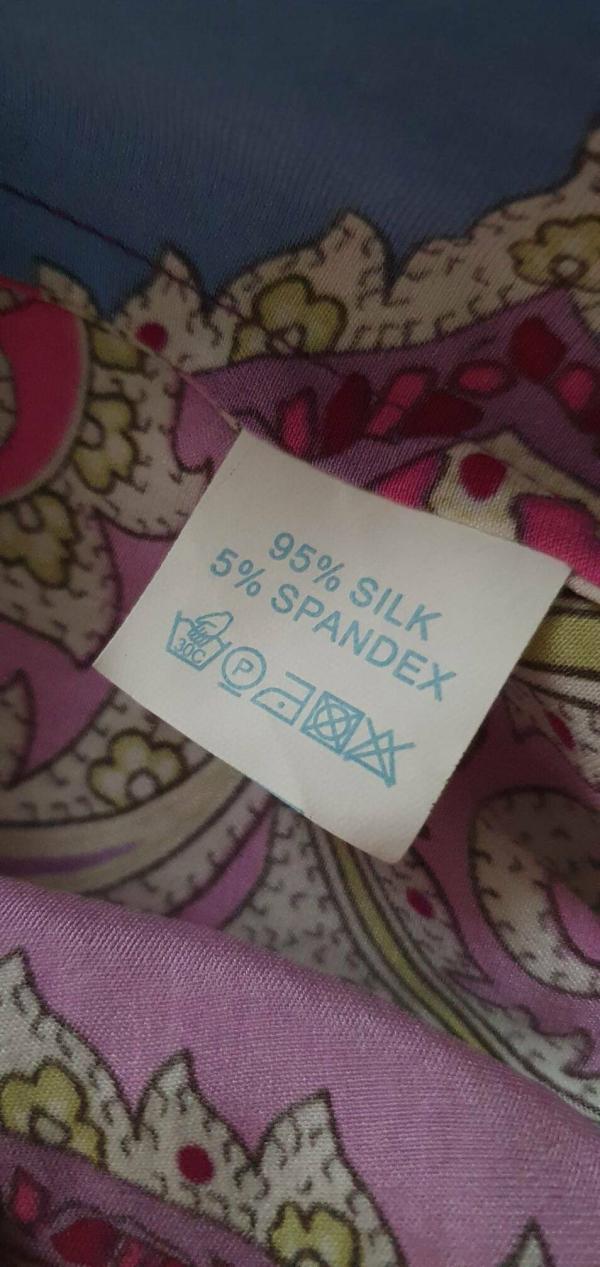 95% SILK
5% SPANDEX
30C P